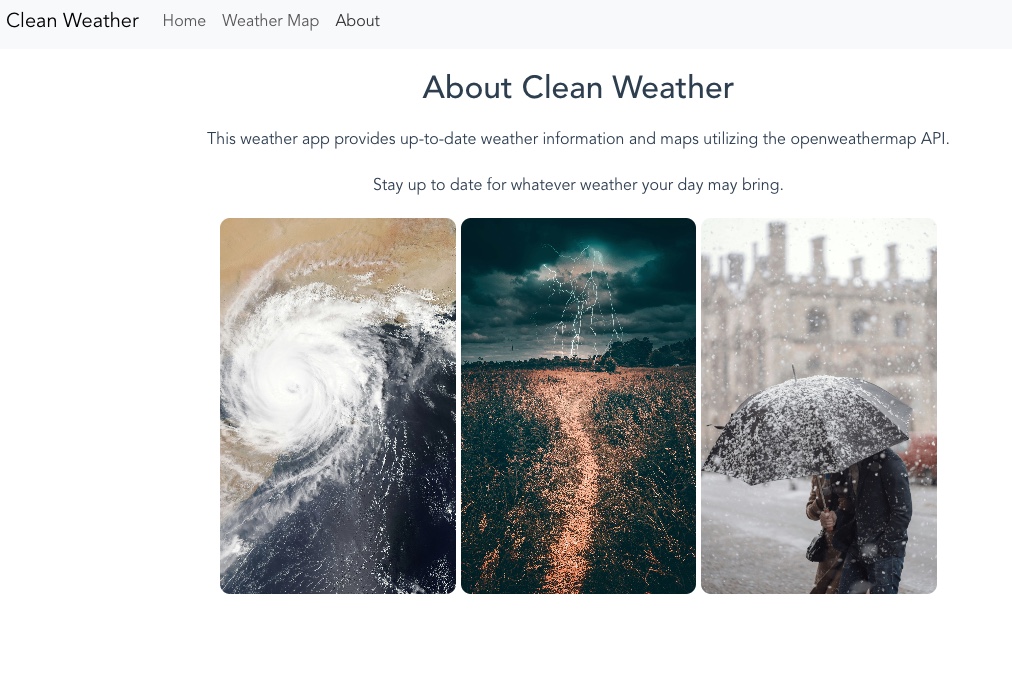 Clean Weather Home Weather Map About
About Clean Weather
This weather app provides up-to-date weather information and maps utilizing the openweathermap API.
Stay up to date for whatever weather your day may bring.